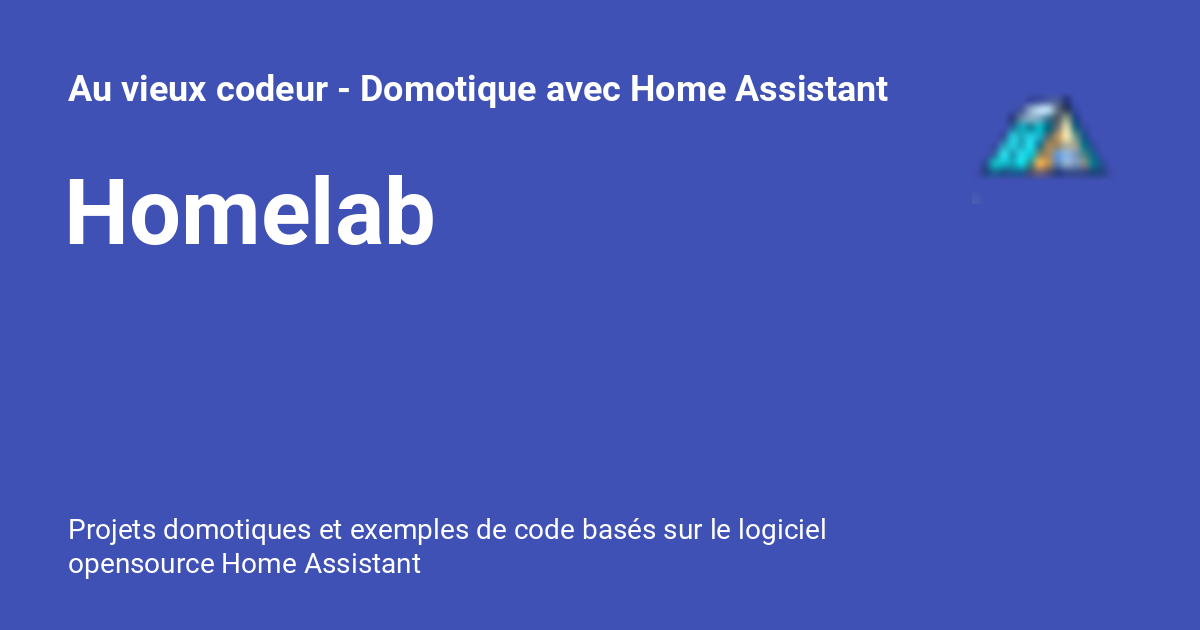 Au vieux codeur - Domotique avec Home Assistant
Homelab
Projets domotiques et exemples de code basés sur le logiciel
opensource Home Assistant